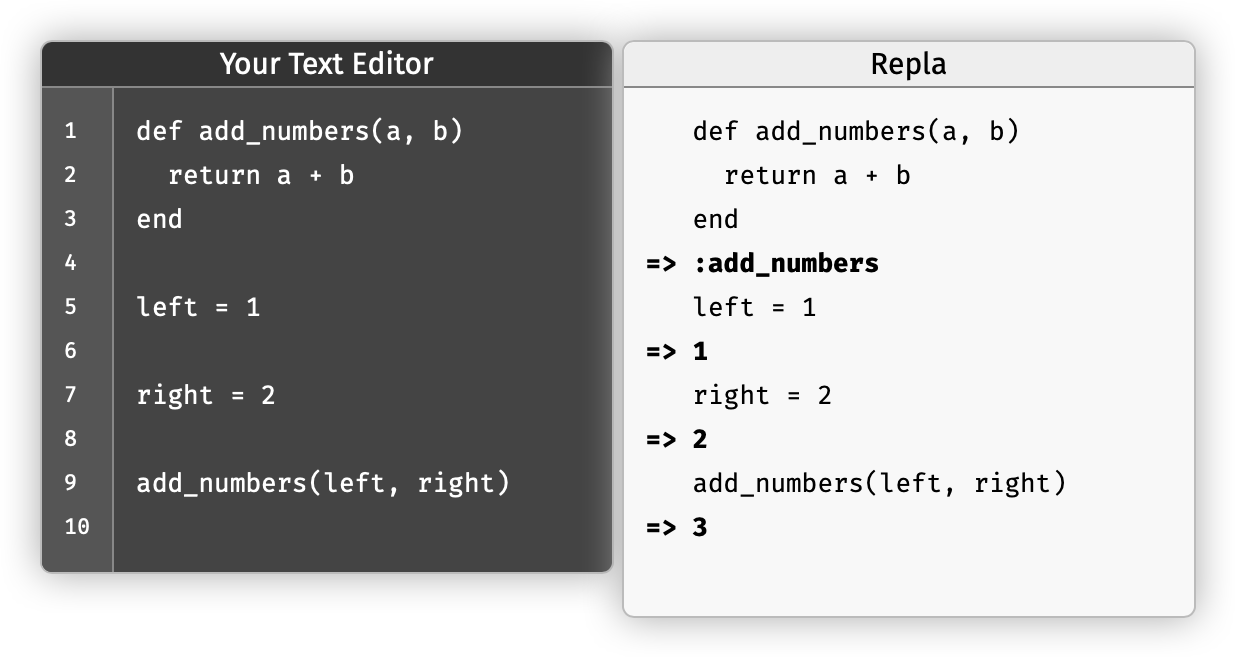 Your Text Editor
1 def add_numbers(a, b)
2   return a + b
3 end
4
5 left = 1
6
7 right = 2
8
9 add_numbers(left, right)
10
Repla
def add_numbers(a, b)
  return a + b
end
=> :add_numbers
left = 1
=> 1
right = 2
=> 2
add_numbers(left, right)
=> 3